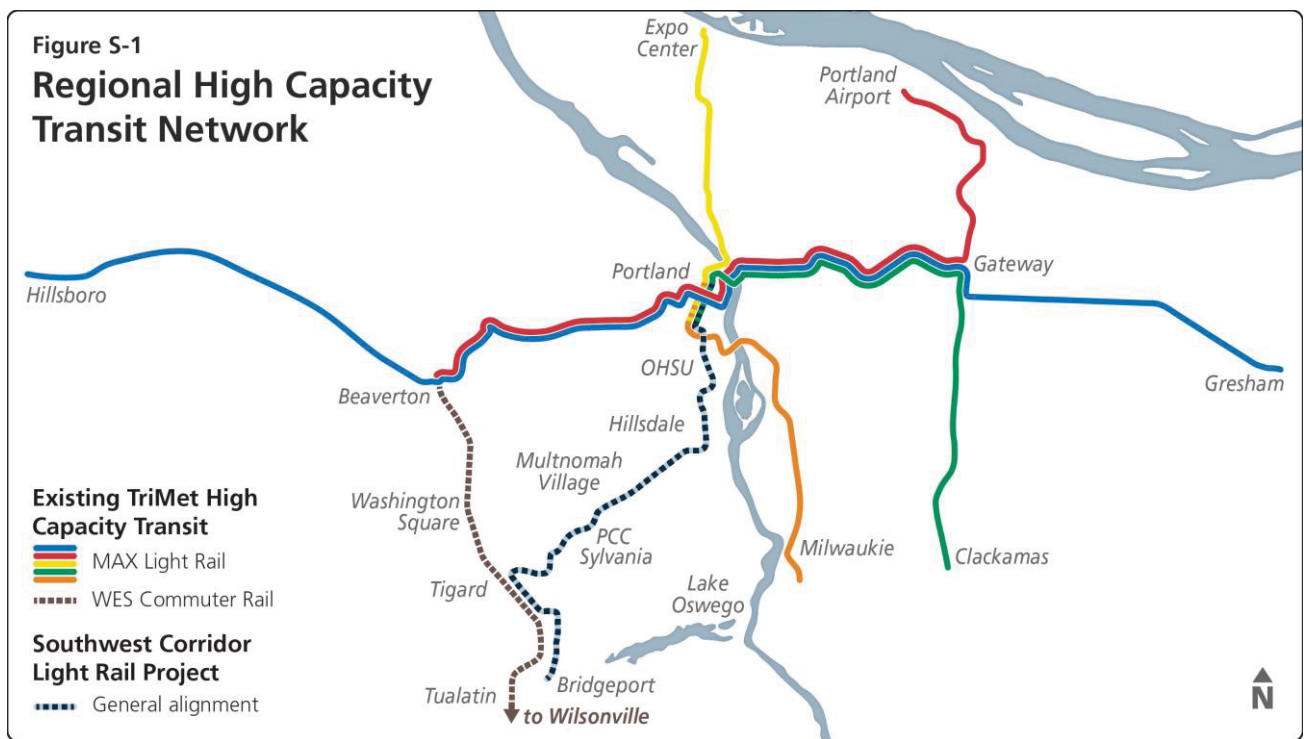 Figure S-1
Regional High Capacity
Transit Network
Expo
Center
Portland
Airport
Portland
Gateway
Hillsboro
OHSU
Beaverton
Gresham
Hillsdale
Multnomah
Village
Washington
Square
PCC
Sylvania
Milwaukie
Clackamas
Tigard
Lake
Oswego
Tualatin
Bridgeport
to Wilsonville
Existing TriMet High
Capacity Transit
MAX Light Rail
WES Commuter Rail
Southwest Corridor
Light Rail Project
General alignment
N